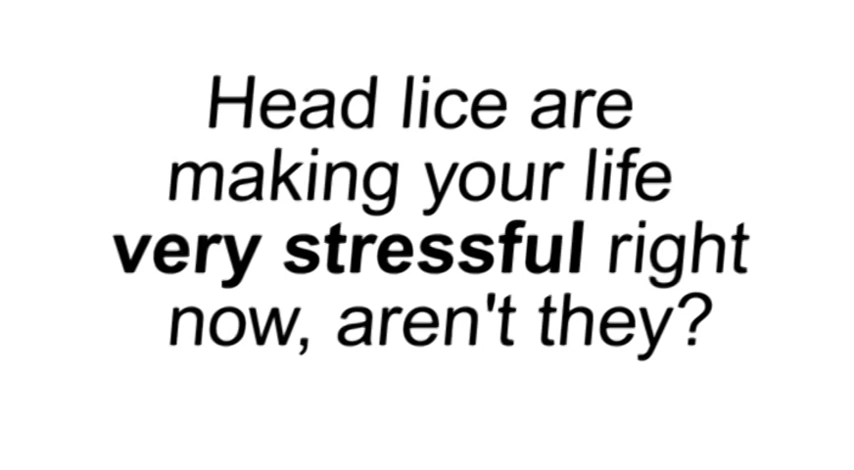 Head lice are
making your life
very stressful right
now, aren't they?